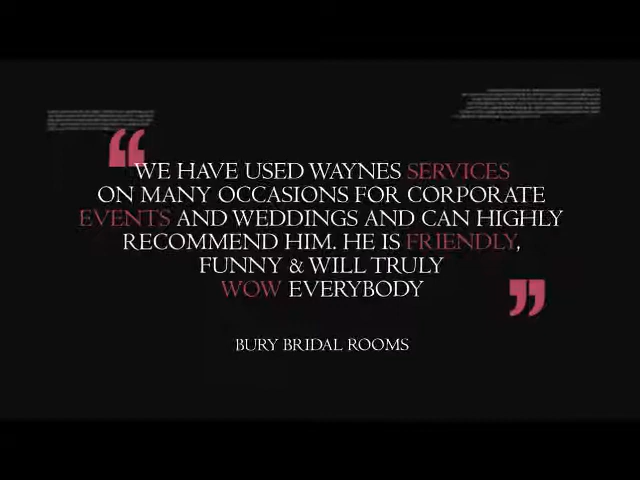 WE HAVE USED WAYNES SERVICES
ON MANY OCCASIONS FOR CORPORATE
EVENTS AND WEDDINGS AND CAN HIGHLY
RECOMMEND HIM. HE IS FRIENDLY,
FUNNY & WILL TRULY
WOW EVERYBODY
BURY BRIDAL ROOMS